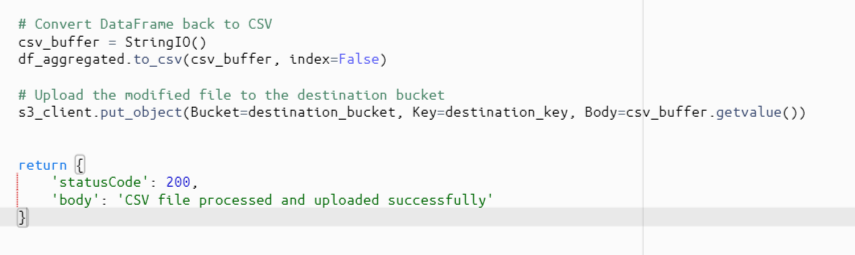 # Convert DataFrame back to CSV
csv_buffer = StringIO()
df_aggregated.to_csv(csv_buffer, index=False)
# Upload the modified file to the destination bucket
s3_client.put_object(Bucket=destination_bucket, Key=destination_key, Body=csv_buffer.getvalue())
return {
    'statusCode': 200,
    'body': 'CSV file processed and uploaded successfully'
}